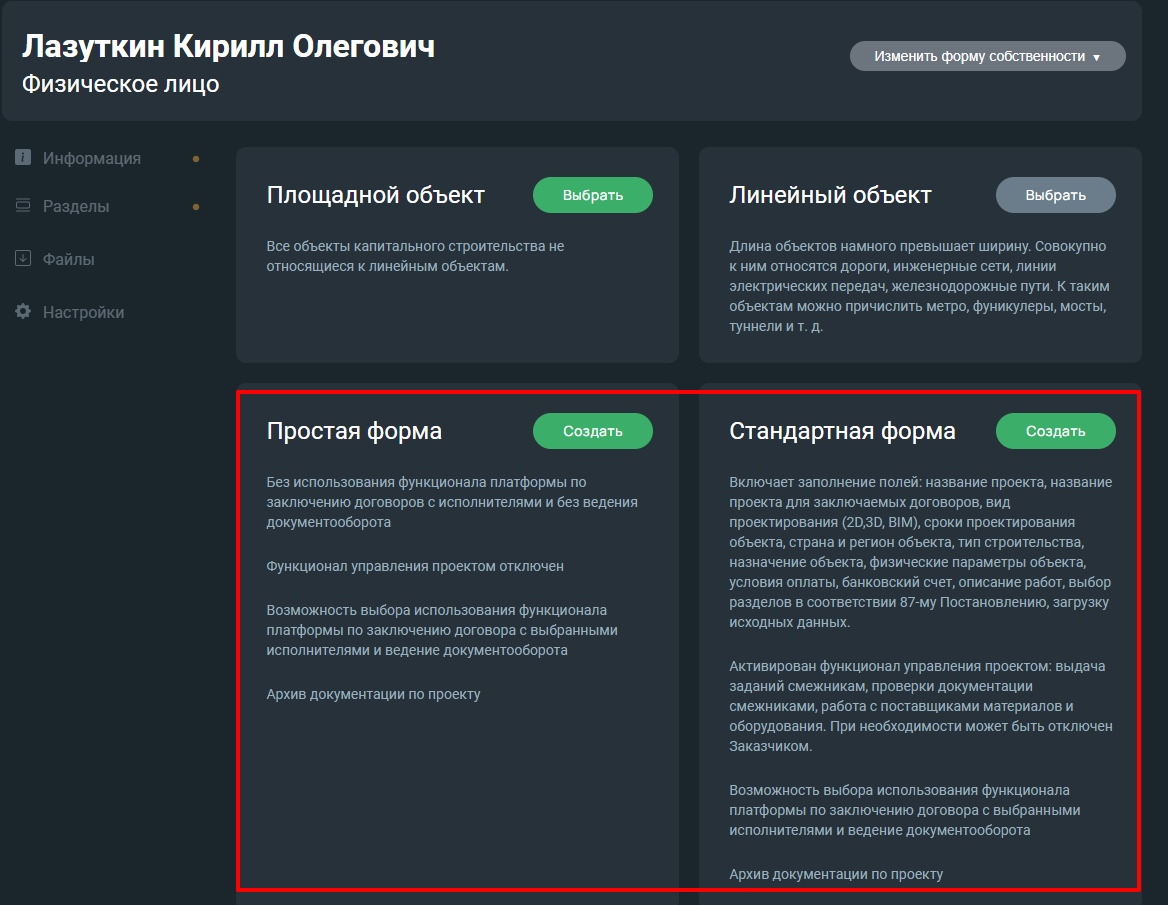 Лазуткин Кирилл Олегович
Физическое лицо
Изменить форму собственности ▼
Информация
Разделы
Файлы
Настройки
Площадной объект
Выбрать
Все объекты капитального строительства не
относящиеся к линейным объектам.
Линейный объект
Выбрать
Длина объектов намного превышает ширину. Совокупно
к ним относятся дороги, инженерные сети, линии
электрических передач, железнодорожные пути. К таким
объектам можно причислить метро, фуникулеры, мосты,
туннели и т. д.
Простая форма
Создать
Без использования функционала платформы по
заключению договоров с исполнителями и без ведения
документооборота
Функционал управления проектом отключен
Возможность выбора использования функционала
платформы по заключению договора с выбранными
исполнителями и ведение документооборота
Архив документации по проекту
Стандартная форма
Создать
Включает заполнение полей: название проекта, название
проекта для заключаемых договоров, вид
проектирования (2D,3D, BIM), сроки проектирования
объекта, страна и регион объекта, тип строительства,
назначение объекта, физические параметры объекта,
условия оплаты, банковский счет, описание работ, выбор
разделов в соответствии 87-му Постановлению, загрузку
исходных данных.
Активирован функционал управления проектом: выдача
заданий смежникам, проверки документации
смежниками, работа с поставщиками материалов и
оборудования. При необходимости может быть отключен
Заказчиком.
Возможность выбора использования функционала
платформы по заключению договора с выбранными
исполнителями и ведение документооборота
Архив документации по проекту